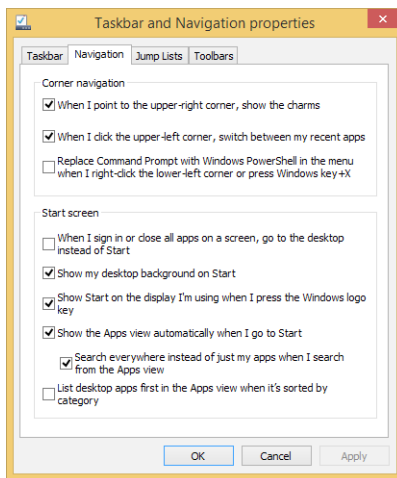 Taskbar and Navigation properties
Taskbar Navigation Jump Lists Toolbars
Corner navigation
When I point to the upper-right corner, show the charms
When I click the upper-left corner, switch between my recent apps
Replace Command Prompt with Windows PowerShell in the menu
when I right-click the lower-left corner or press Windows key+X
Start screen
When I sign in or close all apps on a screen, go to the desktop
instead of Start
Show my desktop background on Start
Show Start on the display I'm using when I press the Windows logo
key
Show the Apps view automatically when I go to Start
Search everywhere instead of just my apps when I search
from the Apps view
List desktop apps first in the Apps view when it's sorted by
category
OK Cancel Apply